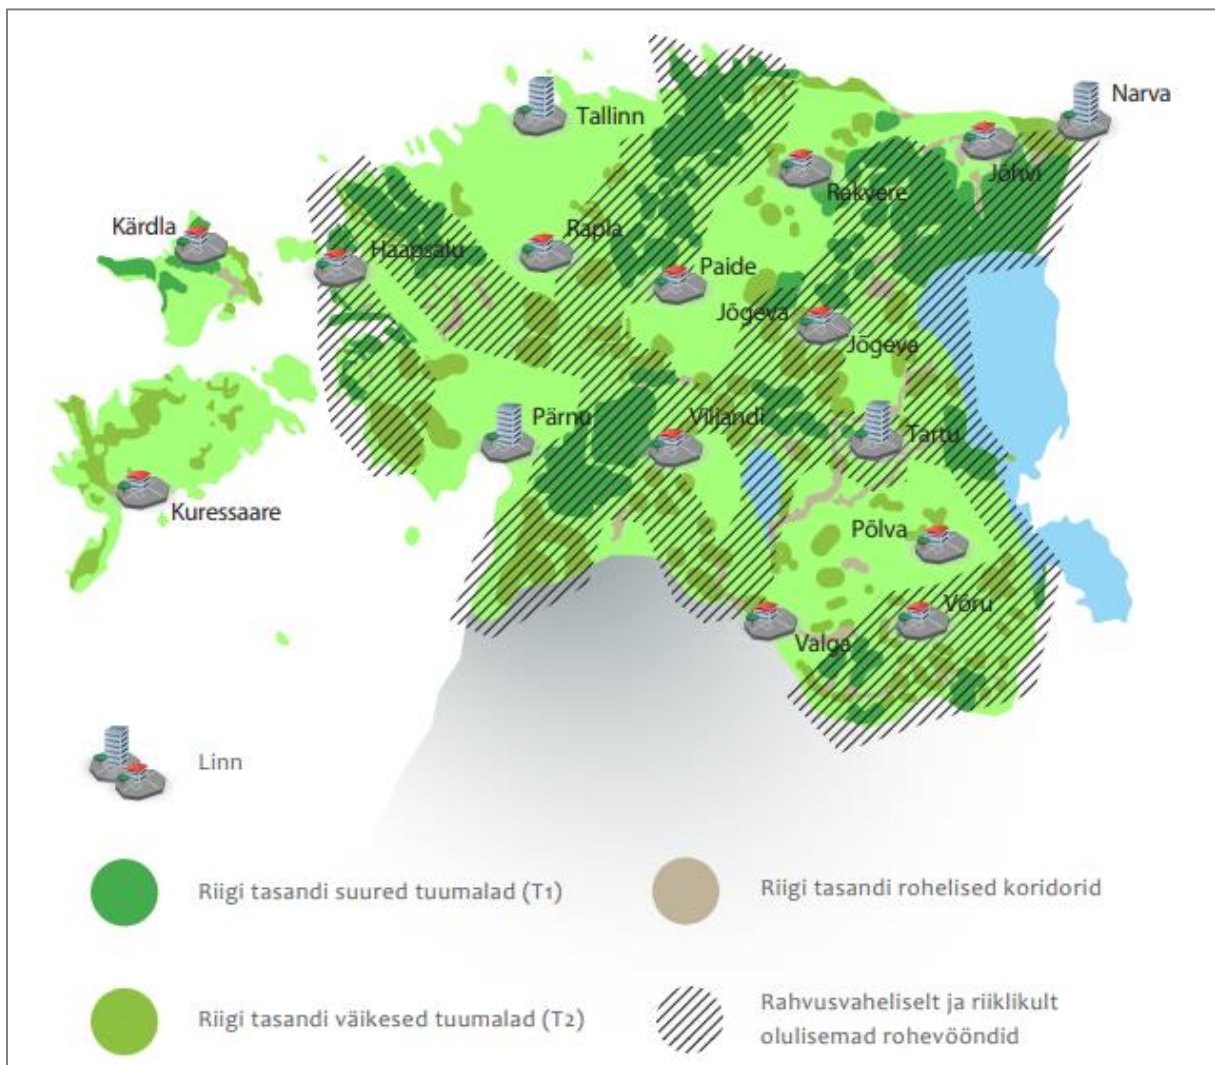 Narva
Tallinn
Jõhvi
Rakvere
Kärdla
Rapla
Haapsalu
Paide
Jõgeva
Jõgeva
Pärnu
Viljandi
Tartu
Kuressaare
Põlva
Võru
Valga
Linn
Riigi tasandi suured tuumalad (T1)
Riigi tasandi rohelised koridorid
Riigi tasandi väikesed tuumalad (T2)
Rahvusvaheliselt ja riiklikult
olulisemad rohevööndid